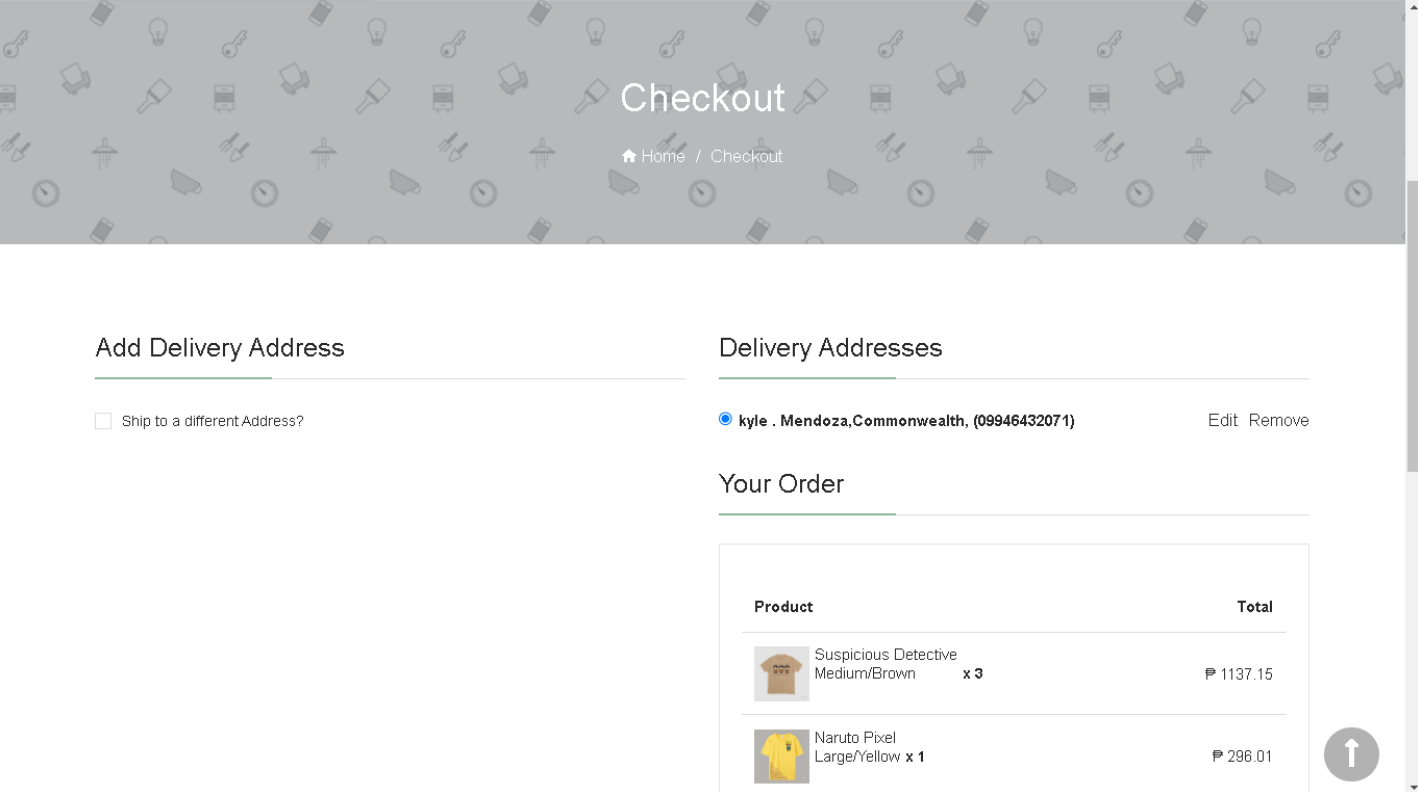 Checkout
Home / Checkout
Add Delivery Address
Ship to a different Address?
Delivery Addresses
kyle . Mendoza,Commonwealth, (09946432071) Edit Remove
Your Order
Product Total
Suspicious Detective
Medium/Brown x 3 ₱ 1137.15
Naruto Pixel
Large/Yellow x 1 ₱ 296.01